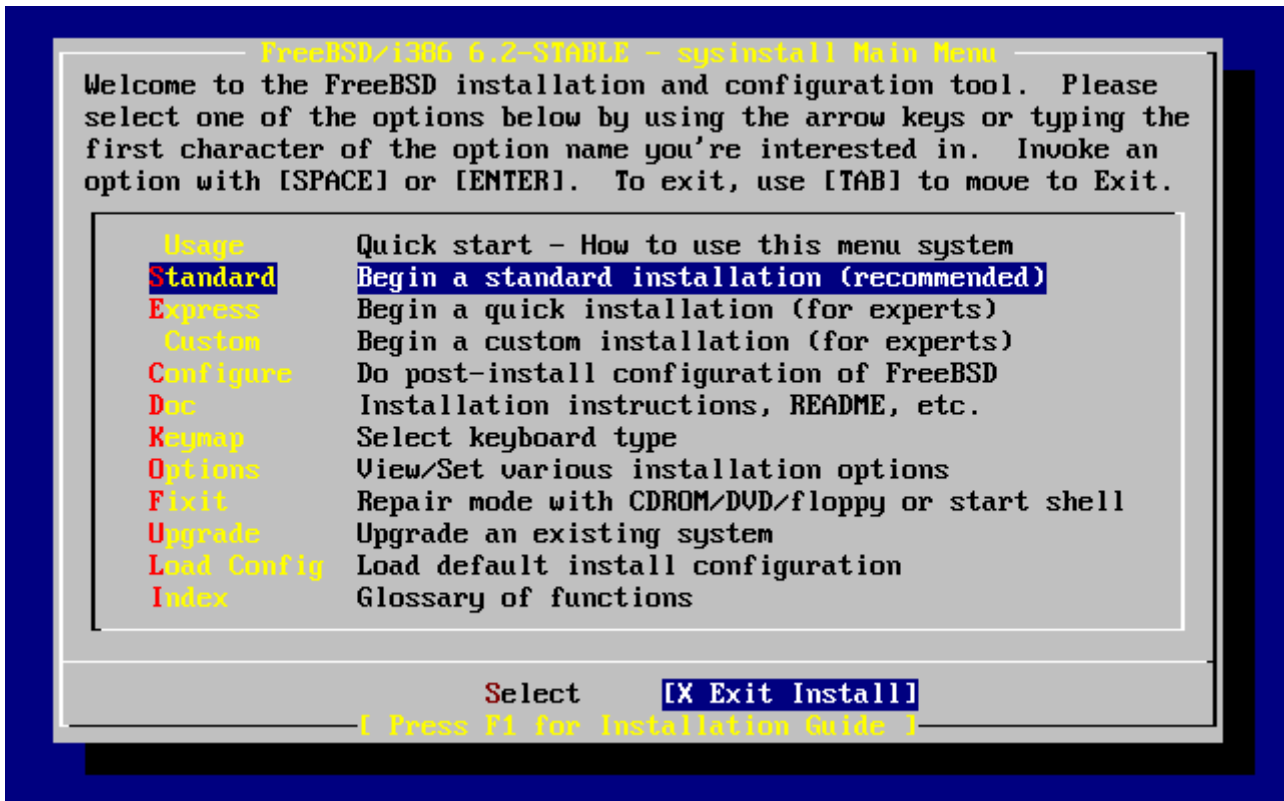 FreeBSD/i386 6.2-STABLE - sysinstall Main Menu
Welcome to the FreeBSD installation and configuration tool.  Please
select one of the options below by using the arrow keys or typing the
first character of the option name you're interested in.  Invoke an
option with [SPACE] or [ENTER].  To exit, use [TAB] to move to Exit.
Usage Quick start - How to use this menu system
Standard Begin a standard installation (recommended)
Express Begin a quick installation (for experts)
Custom Begin a custom installation (for experts)
Configure Do post-install configuration of FreeBSD
Doc Installation instructions, README, etc.
Keymap Select keyboard type
Options View/Set various installation options
Fixit Repair mode with CDROM/DVD/floppy or start shell
Upgrade Upgrade an existing system
Load Config Load default install configuration
Index Glossary of functions
Select [X Exit Install]
[ Press F1 for Installation Guide ]